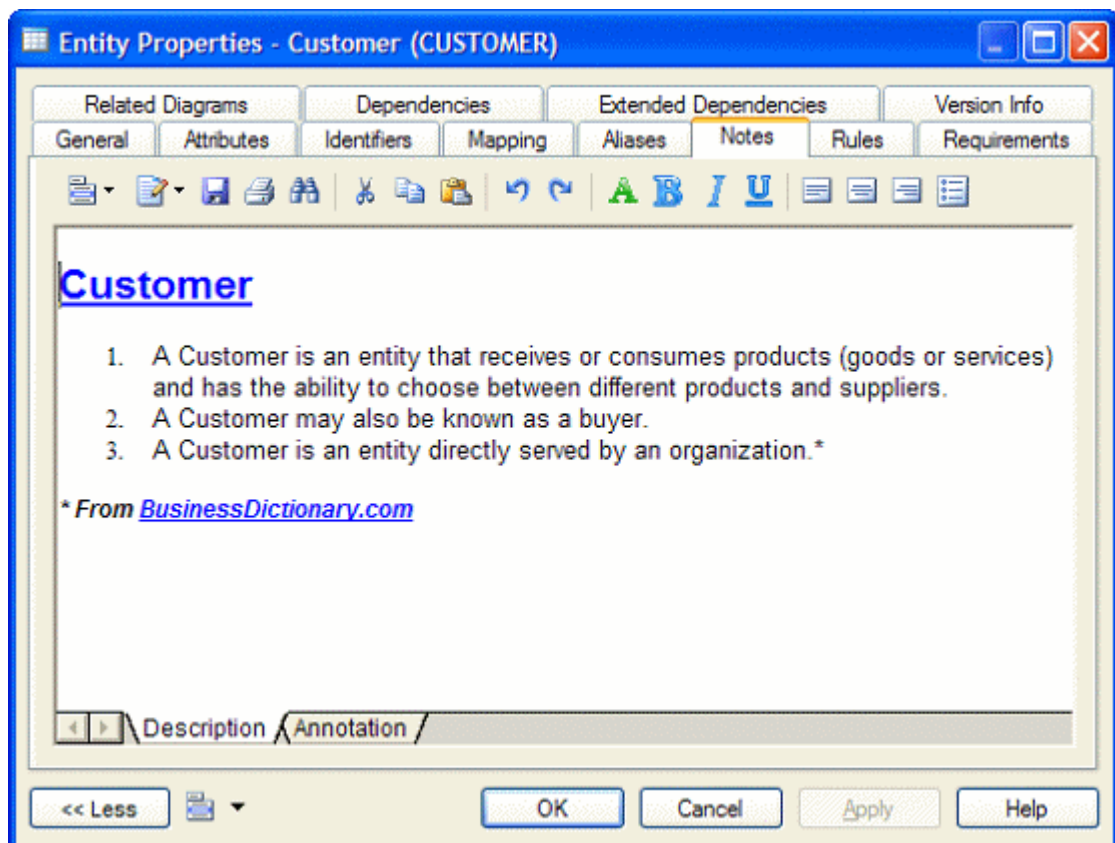 Entity Properties - Customer (CUSTOMER)
Related Diagrams Dependencies Extended Dependencies Version Info
General Attributes Identifiers Mapping Aliases Notes Rules Requirements
A B I U
Customer
1. A Customer is an entity that receives or consumes products (goods or services)
and has the ability to choose between different products and suppliers.
2. A Customer may also be known as a buyer.
3. A Customer is an entity directly served by an organization.*
* From BusinessDictionary.com
Description Annotation
<< Less OK Cancel Apply Help